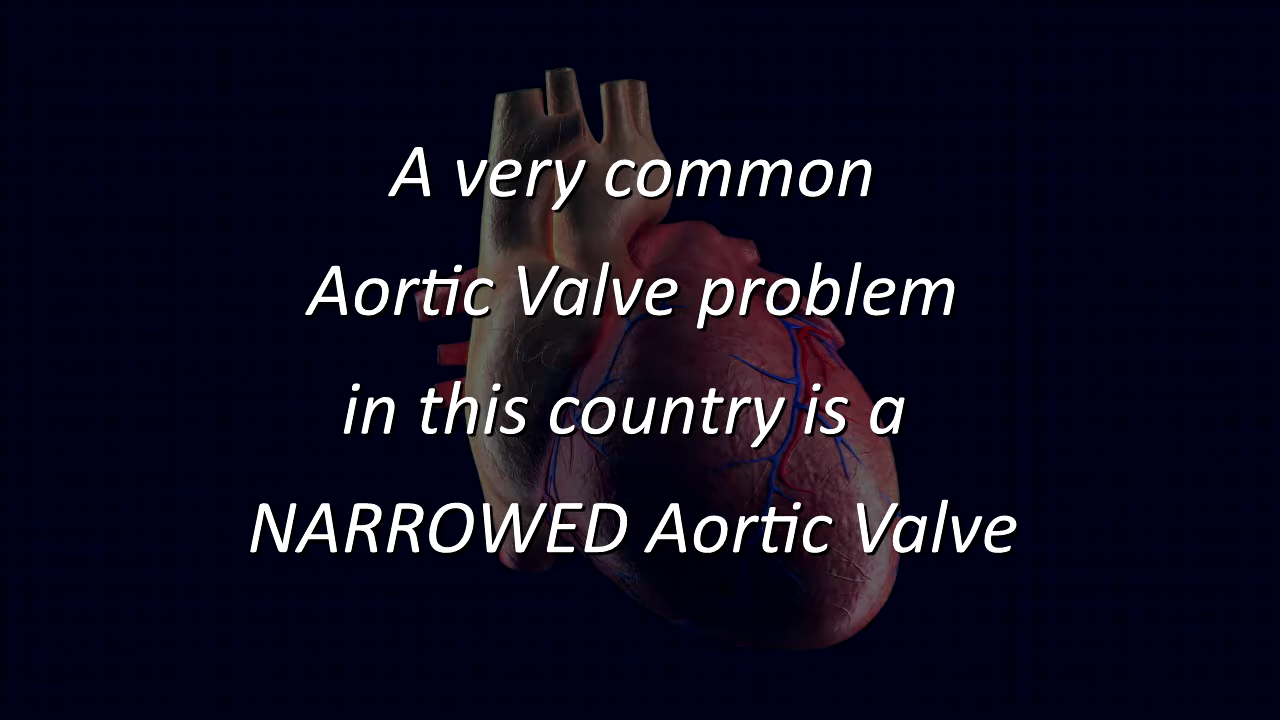 A very common
Aortic Valve problem
in this country is a
NARROWED Aortic Valve